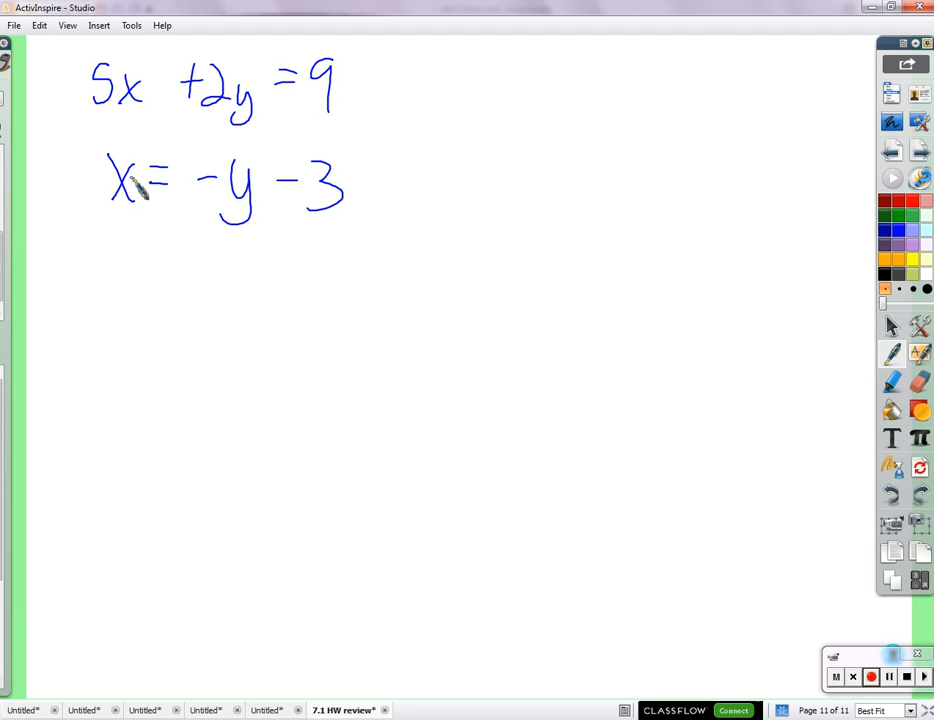 ActivInspire - Studio
File Edit View Insert Tools Help
5x +2y = 9
x = -y - 3
M
Untitled* Untitled* Untitled* Untitled* Untitled* 7.1 HW review*
CLASSFLOW Connect
Page 11 of 11 Best Fit